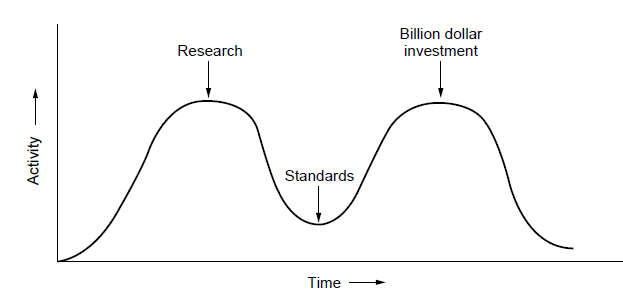 Billion dollar
investment
Research
Standards
Activity
Time